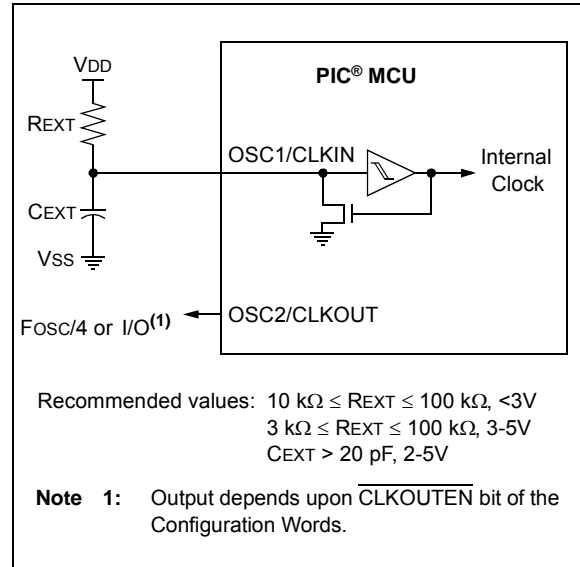 VDD
PIC® MCU
REXT
OSC1/CLKIN
Internal
Clock
CEXT
VSS
OSC2/CLKOUT
FOSC/4 or I/O(1)
Recommended values: 10 kΩ ≤ REXT ≤ 100 kΩ, <3V
3 kΩ ≤ REXT ≤ 100 kΩ, 3-5V
CEXT > 20 pF, 2-5V
Note 1: Output depends upon CLKOUTEN bit of the
Configuration Words.